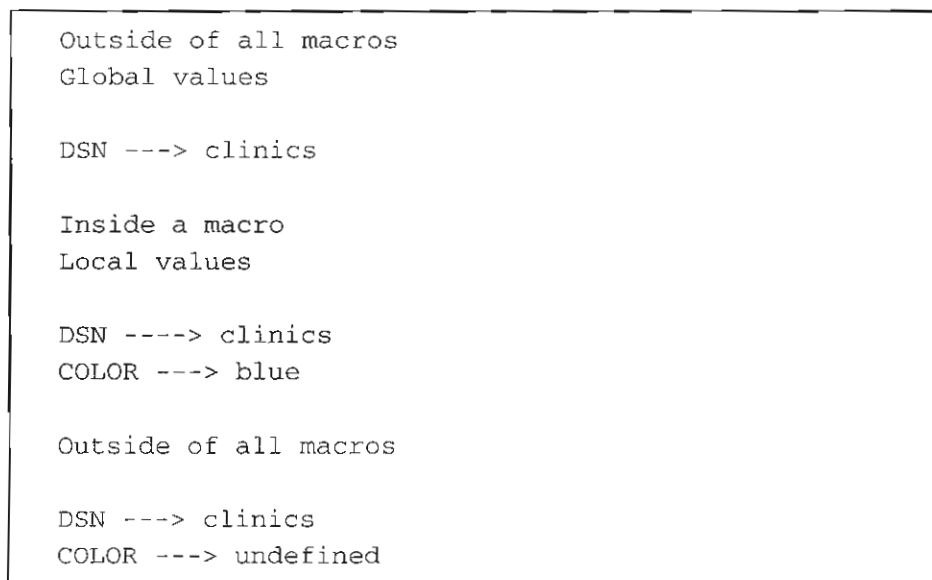 Outside of all macros
Global values
DSN ---> clinics
Inside a macro
Local values
DSN ----> clinics
COLOR ---> blue
Outside of all macros
DSN ---> clinics
COLOR ---> undefined